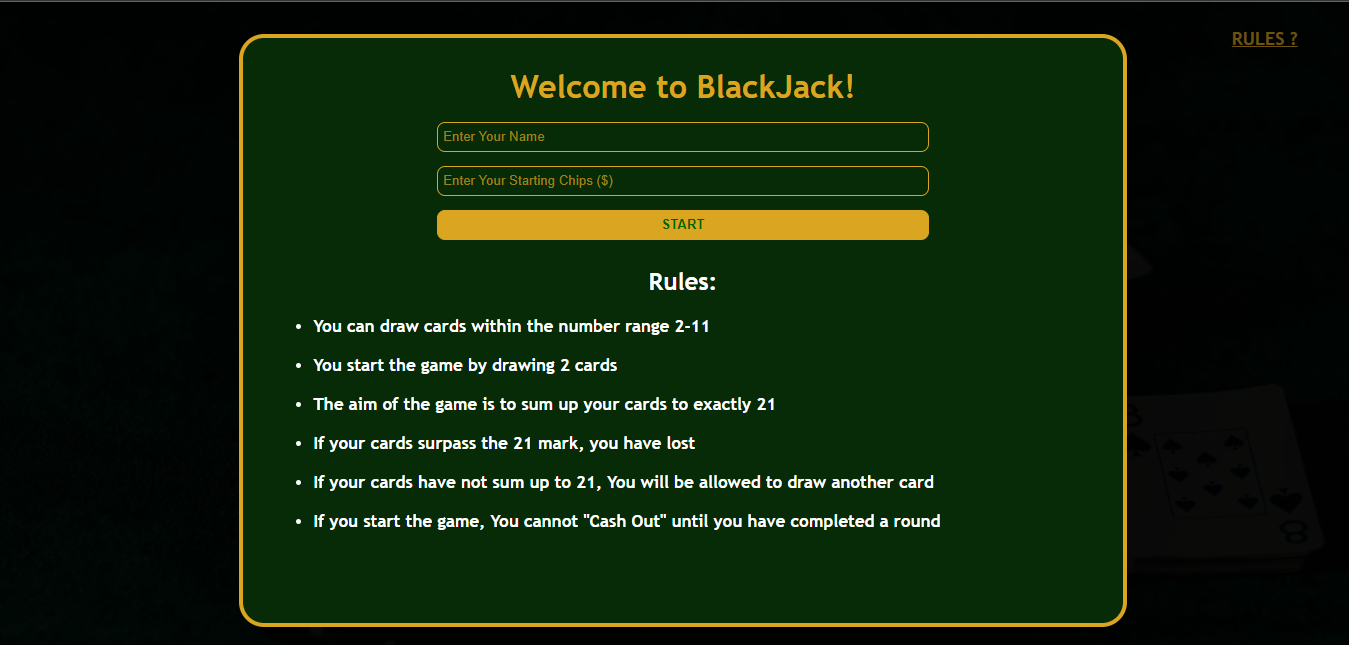 RULES ?
Welcome to BlackJack!
Enter Your Name
Enter Your Starting Chips ($)
START
Rules:
• You can draw cards within the number range 2-11
• You start the game by drawing 2 cards
• The aim of the game is to sum up your cards to exactly 21
• If your cards surpass the 21 mark, you have lost
• If your cards have not sum up to 21, You will be allowed to draw another card
• If you start the game, You cannot "Cash Out" until you have completed a round
8
8